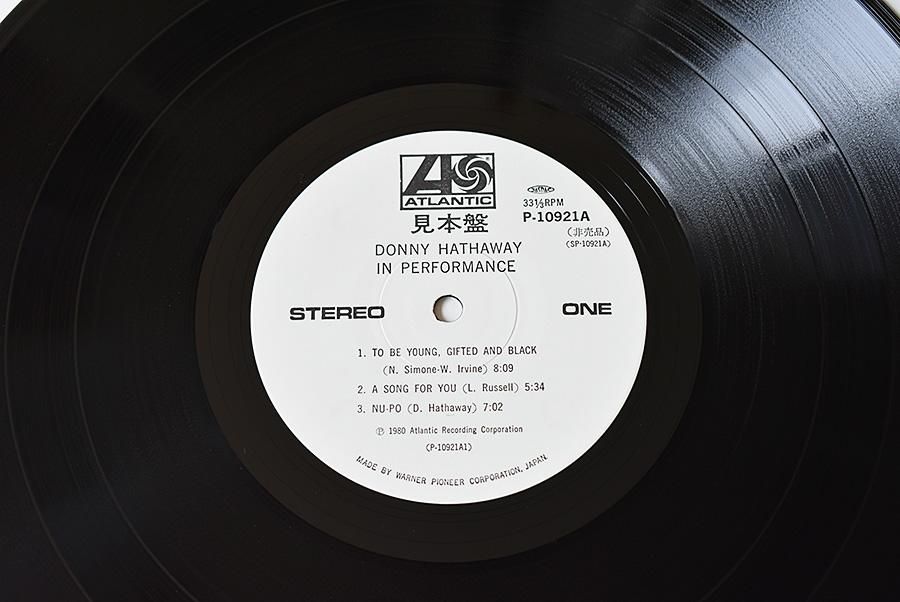 ATLANTIC
見本盤
33⅓RPM
P-10921A
(非売品)
(SP-10921A)
DONNY HATHAWAY
IN PERFORMANCE
STEREO
ONE
1. TO BE YOUNG, GIFTED AND BLACK
(N. Simone-W. Irvine) 8:09
2. A SONG FOR YOU (L. Russell) 5:34
3. NU-PO (D. Hathaway) 7:02
℗ 1980 Atlantic Recording Corporation
(P-10921A1)
MADE BY WARNER PIONEER CORPORATION, JAPAN.